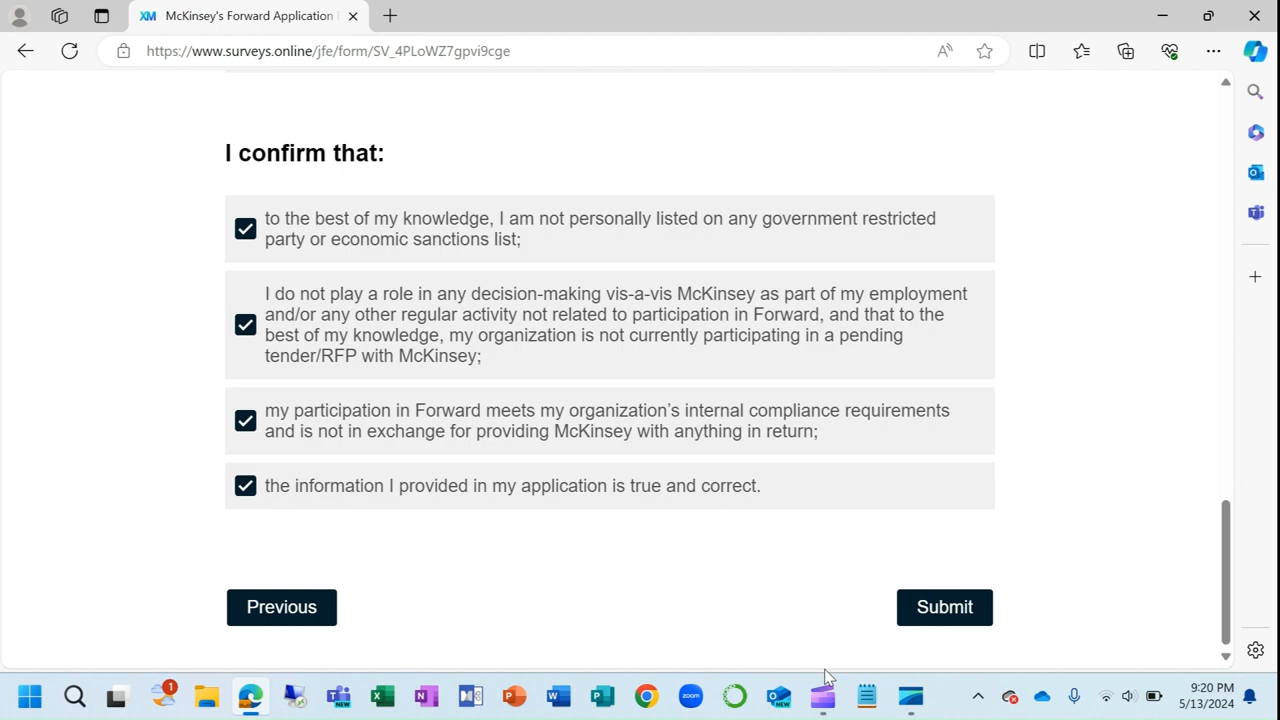 McKinsey's Forward Application
https://www.surveys.online/jfe/form/SV_4PLoWZ7gpvi9cge
I confirm that:
to the best of my knowledge, I am not personally listed on any government restricted
party or economic sanctions list;
I do not play a role in any decision-making vis-a-vis McKinsey as part of my employment
and/or any other regular activity not related to participation in Forward, and that to the
best of my knowledge, my organization is not currently participating in a pending
tender/RFP with McKinsey;
my participation in Forward meets my organization's internal compliance requirements
and is not in exchange for providing McKinsey with anything in return;
the information I provided in my application is true and correct.
Previous
Submit
9:20 PM
5/13/2024